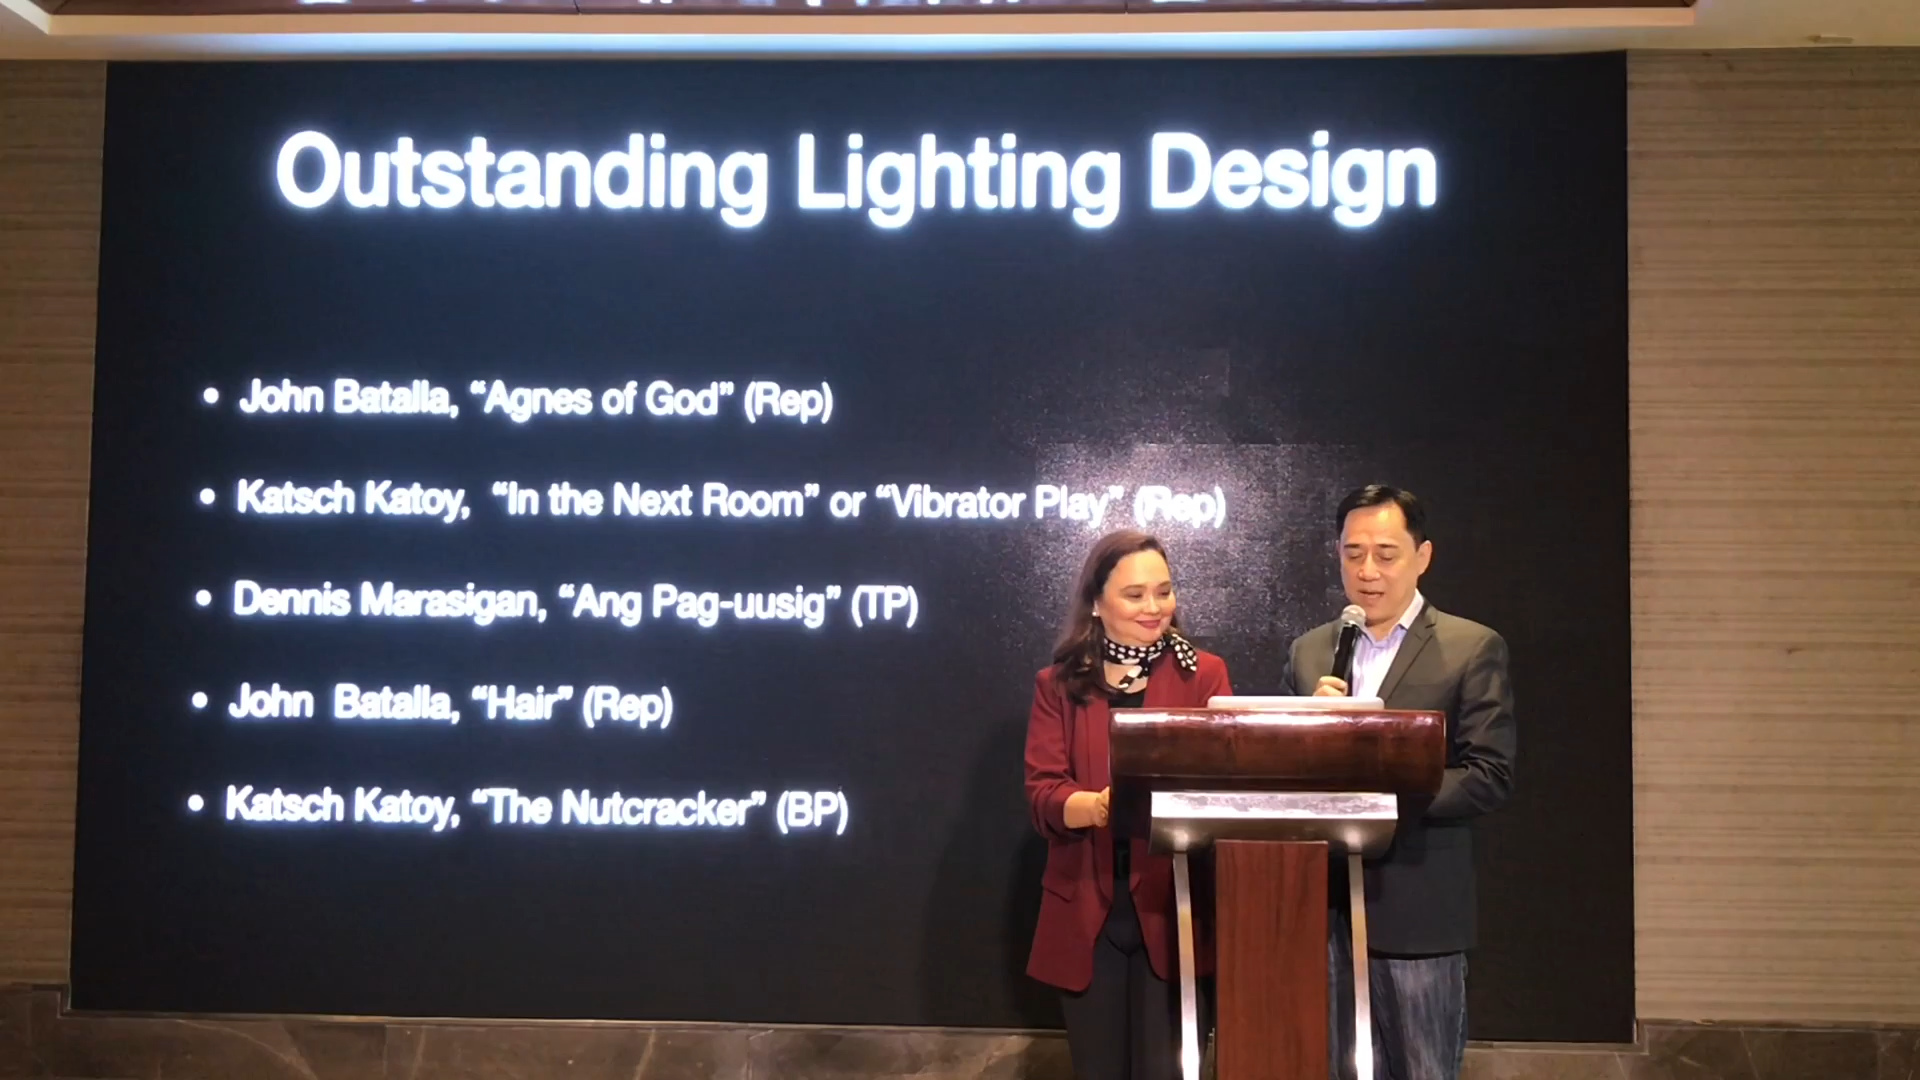 Outstanding Lighting Design
• John Batalla, “Agnes of God” (Rep)
• Katsch Katoy, “In the Next Room” or “Vibrator Play” (Rep)
• Dennis Marasigan, “Ang Pag-uusig” (TP)
• John Batalla, “Hair” (Rep)
• Katsch Katoy, “The Nutcracker” (BP)